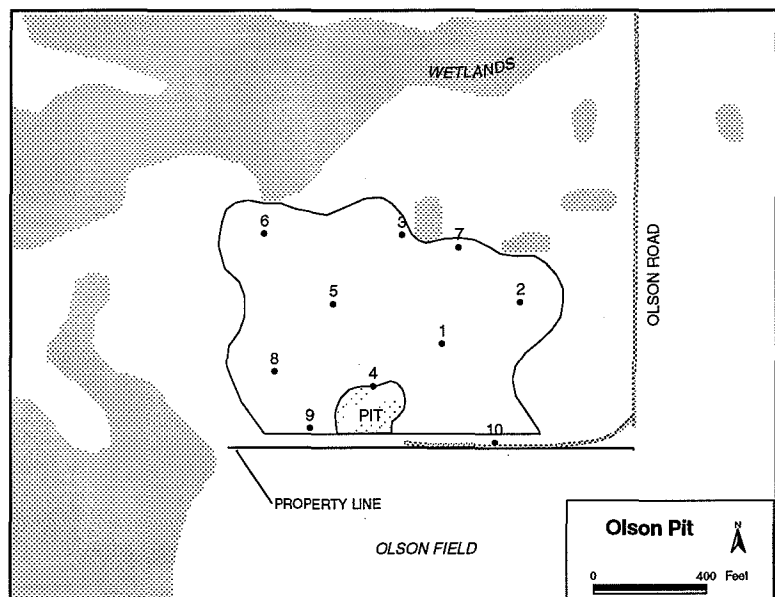 WETLANDS
6
3
7
5
2
1
8
4
PIT
9
10
OLSON ROAD
PROPERTY LINE
OLSON FIELD
Olson Pit
N
0 400 Feet